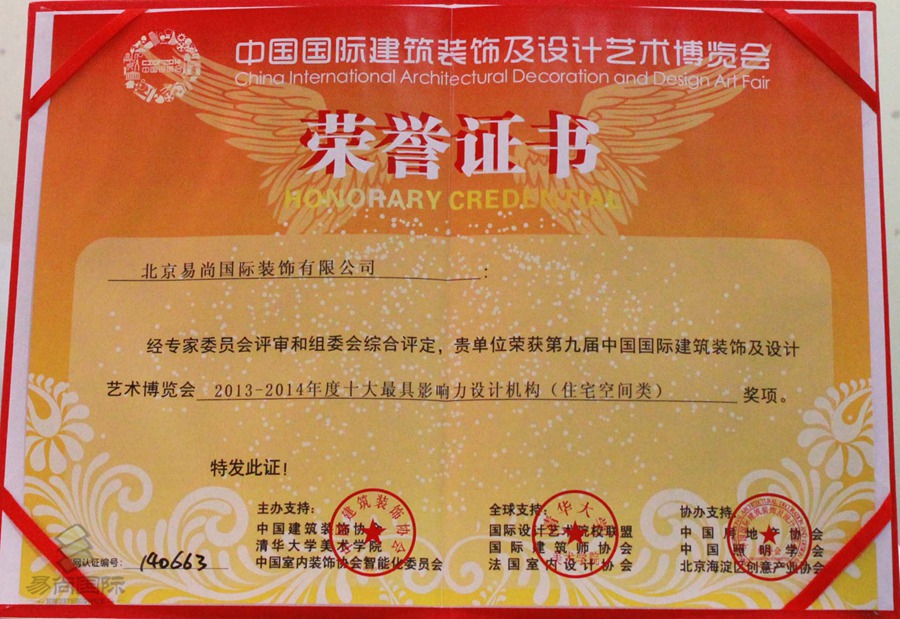 中国国际建筑装饰及设计艺术博览会
China International Architectural Decoration and Design Art Fair
荣誉证书
HONORARY CREDENTIAL
北京易尚国际装饰有限公司：
经专家委员会评审和组委会综合评定，贵单位荣获第九届中国国际建筑装饰及设计
艺术博览会 2013-2014年度十大最具影响力设计机构（住宅空间类） 奖项。
特发此证！
主办支持：
中国建筑装饰协会
清华大学美术学院
中国室内装饰协会智能化委员会
全球支持：
国际设计艺术院校联盟
国际建筑师协会
法国室内设计协会
协办支持：
中国房地产协会
中国照明学会
北京海淀区创意产业协会
网认证编号：140663
易尚国际